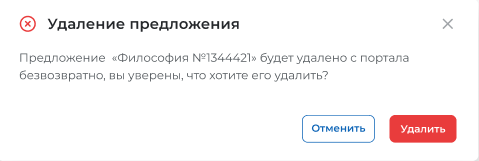 Удаление предложения
Предложение «Философия №1344421» будет удалено с портала
безвозвратно, вы уверены, что хотите его удалить?
Отменить
Удалить